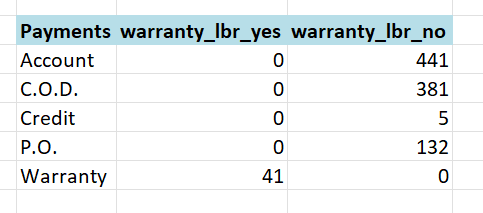 Payments warranty_lbr_yes warranty_lbr_no
Account 0 441
C.O.D. 0 381
Credit 0 5
P.O. 0 132
Warranty 41 0